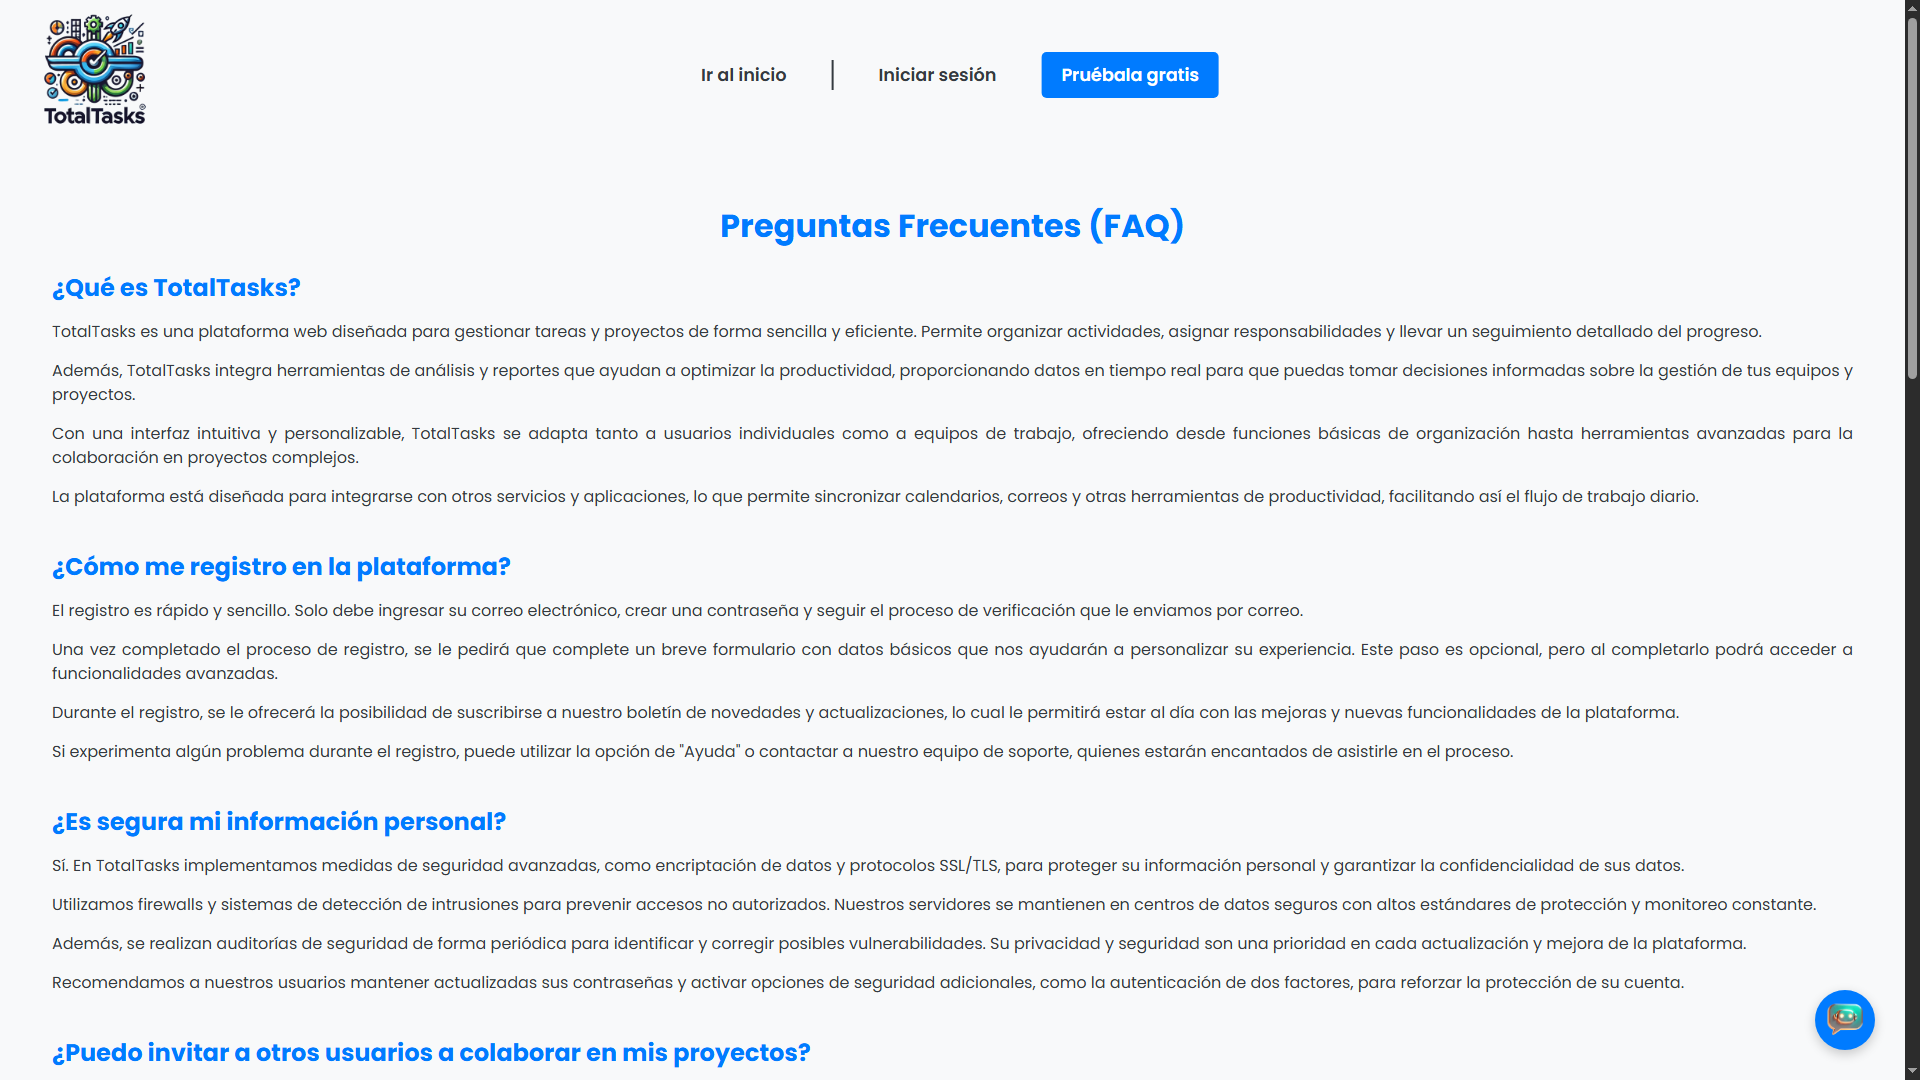 TotalTasks®
Ir al inicio
Iniciar sesión
Pruébala gratis
Preguntas Frecuentes (FAQ)
¿Qué es TotalTasks?
TotalTasks es una plataforma web diseñada para gestionar tareas y proyectos de forma sencilla y eficiente. Permite organizar actividades, asignar responsabilidades y llevar un seguimiento detallado del progreso.
Además, TotalTasks integra herramientas de análisis y reportes que ayudan a optimizar la productividad, proporcionando datos en tiempo real para que puedas tomar decisiones informadas sobre la gestión de tus equipos y
proyectos.
Con una interfaz intuitiva y personalizable, TotalTasks se adapta tanto a usuarios individuales como a equipos de trabajo, ofreciendo desde funciones básicas de organización hasta herramientas avanzadas para la
colaboración en proyectos complejos.
La plataforma está diseñada para integrarse con otros servicios y aplicaciones, lo que permite sincronizar calendarios, correos y otras herramientas de productividad, facilitando así el flujo de trabajo diario.
¿Cómo me registro en la plataforma?
El registro es rápido y sencillo. Solo debe ingresar su correo electrónico, crear una contraseña y seguir el proceso de verificación que le enviamos por correo.
Una vez completado el proceso de registro, se le pedirá que complete un breve formulario con datos básicos que nos ayudarán a personalizar su experiencia. Este paso es opcional, pero al completarlo podrá acceder a
funcionalidades avanzadas.
Durante el registro, se le ofrecerá la posibilidad de suscribirse a nuestro boletín de novedades y actualizaciones, lo cual le permitirá estar al día con las mejoras y nuevas funcionalidades de la plataforma.
Si experimenta algún problema durante el registro, puede utilizar la opción de "Ayuda" o contactar a nuestro equipo de soporte, quienes estarán encantados de asistirle en el proceso.
¿Es segura mi información personal?
Sí. En TotalTasks implementamos medidas de seguridad avanzadas, como encriptación de datos y protocolos SSL/TLS, para proteger su información personal y garantizar la confidencialidad de sus datos.
Utilizamos firewalls y sistemas de detección de intrusiones para prevenir accesos no autorizados. Nuestros servidores se mantienen en centros de datos seguros con altos estándares de protección y monitoreo constante.
Además, se realizan auditorías de seguridad de forma periódica para identificar y corregir posibles vulnerabilidades. Su privacidad y seguridad son una prioridad en cada actualización y mejora de la plataforma.
Recomendamos a nuestros usuarios mantener actualizadas sus contraseñas y activar opciones de seguridad adicionales, como la autenticación de dos factores, para reforzar la protección de su cuenta.
¿Puedo invitar a otros usuarios a colaborar en mis proyectos?